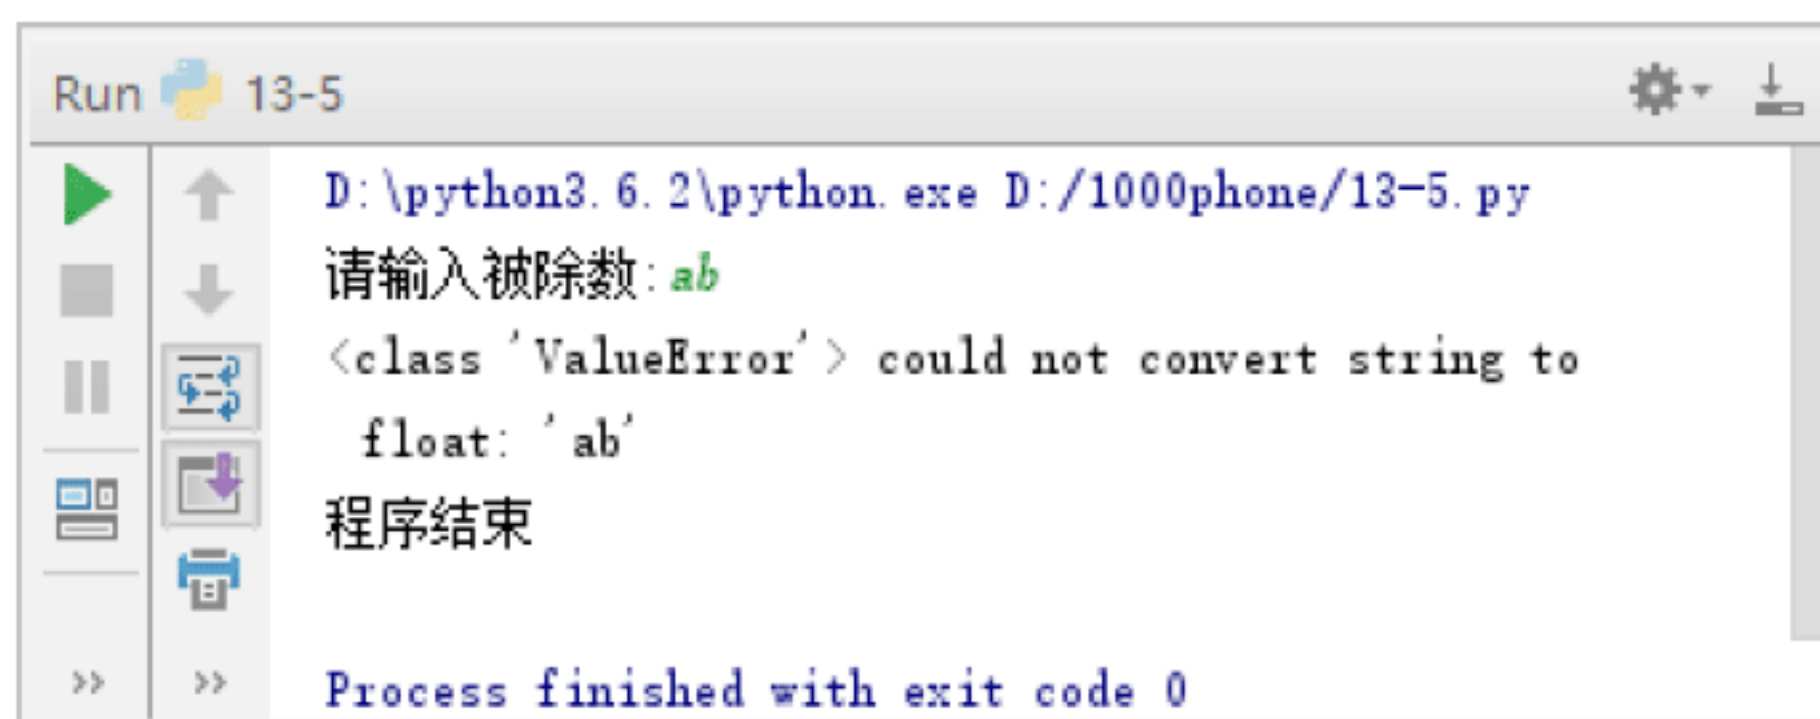 Run 13-5
D:\python3.6.2\python.exe D:/1000phone/13-5.py
请输入被除数:ab
<class 'ValueError'> could not convert string to
float: 'ab'
程序结束
Process finished with exit code 0